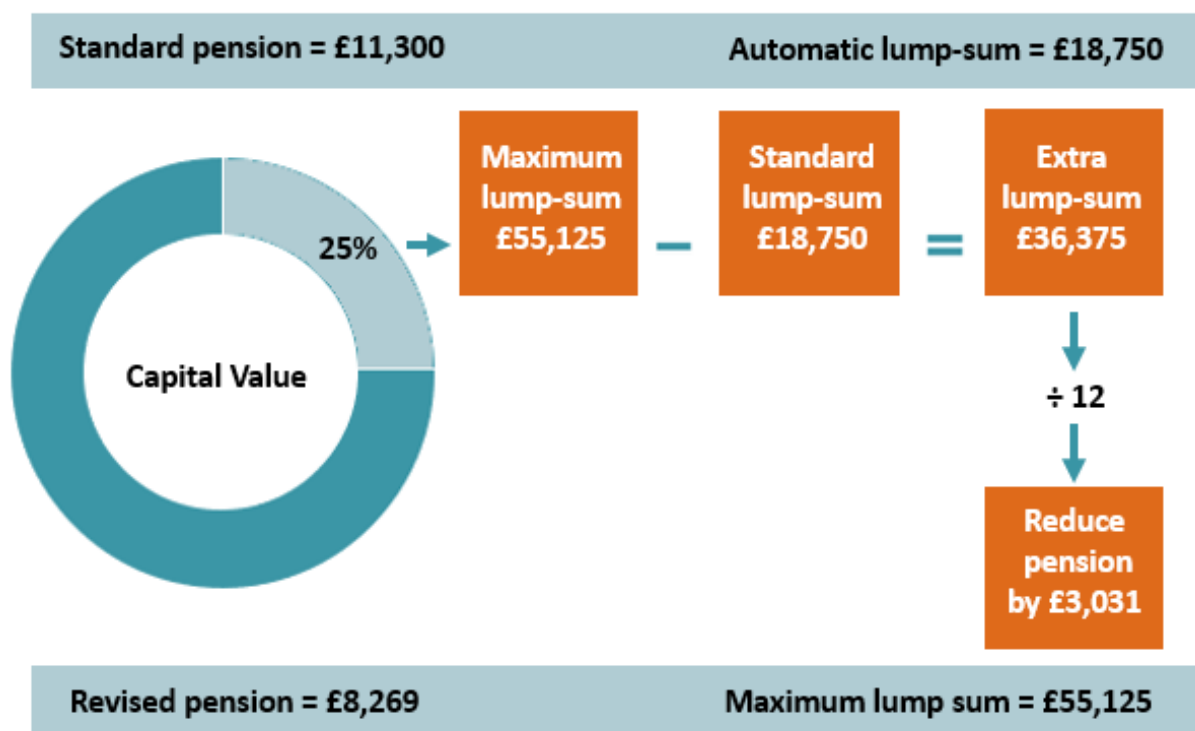 Standard pension = £11,300
Automatic lump-sum = £18,750
25%
Capital Value
Maximum
lump-sum
£55,125
–
Standard
lump-sum
£18,750
=
Extra
lump-sum
£36,375
÷ 12
Reduce
pension
by £3,031
Revised pension = £8,269
Maximum lump sum = £55,125